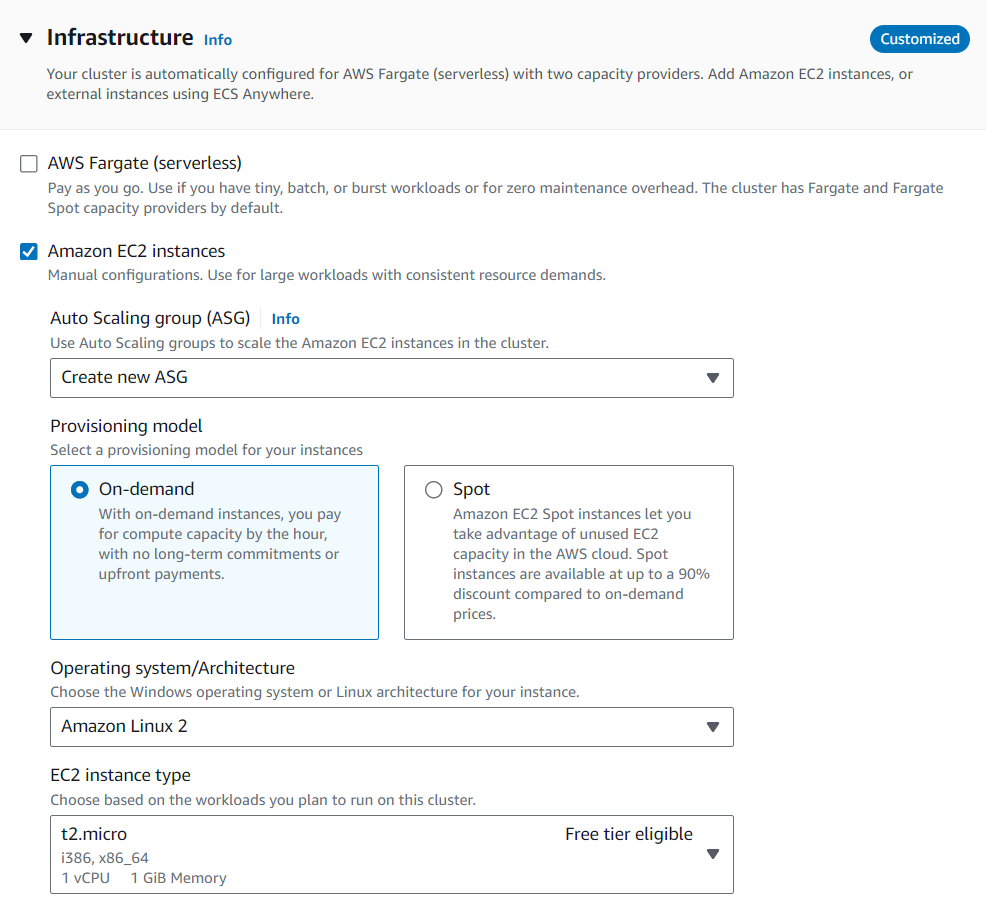 Infrastructure Info
Customized
Your cluster is automatically configured for AWS Fargate (serverless) with two capacity providers. Add Amazon EC2 instances, or
external instances using ECS Anywhere.
AWS Fargate (serverless)
Pay as you go. Use if you have tiny, batch, or burst workloads or for zero maintenance overhead. The cluster has Fargate and Fargate
Spot capacity providers by default.
Amazon EC2 instances
Manual configurations. Use for large workloads with consistent resource demands.
Auto Scaling group (ASG) Info
Use Auto Scaling groups to scale the Amazon EC2 instances in the cluster.
Create new ASG
Provisioning model
Select a provisioning model for your instances
On-demand
With on-demand instances, you pay
for compute capacity by the hour,
with no long-term commitments or
upfront payments.
Spot
Amazon EC2 Spot instances let you
take advantage of unused EC2
capacity in the AWS cloud. Spot
instances are available at up to a 90%
discount compared to on-demand
prices.
Operating system/Architecture
Choose the Windows operating system or Linux architecture for your instance.
Amazon Linux 2
EC2 instance type
Choose based on the workloads you plan to run on this cluster.
t2.micro Free tier eligible
i386, x86_64
1 vCPU 1 GiB Memory